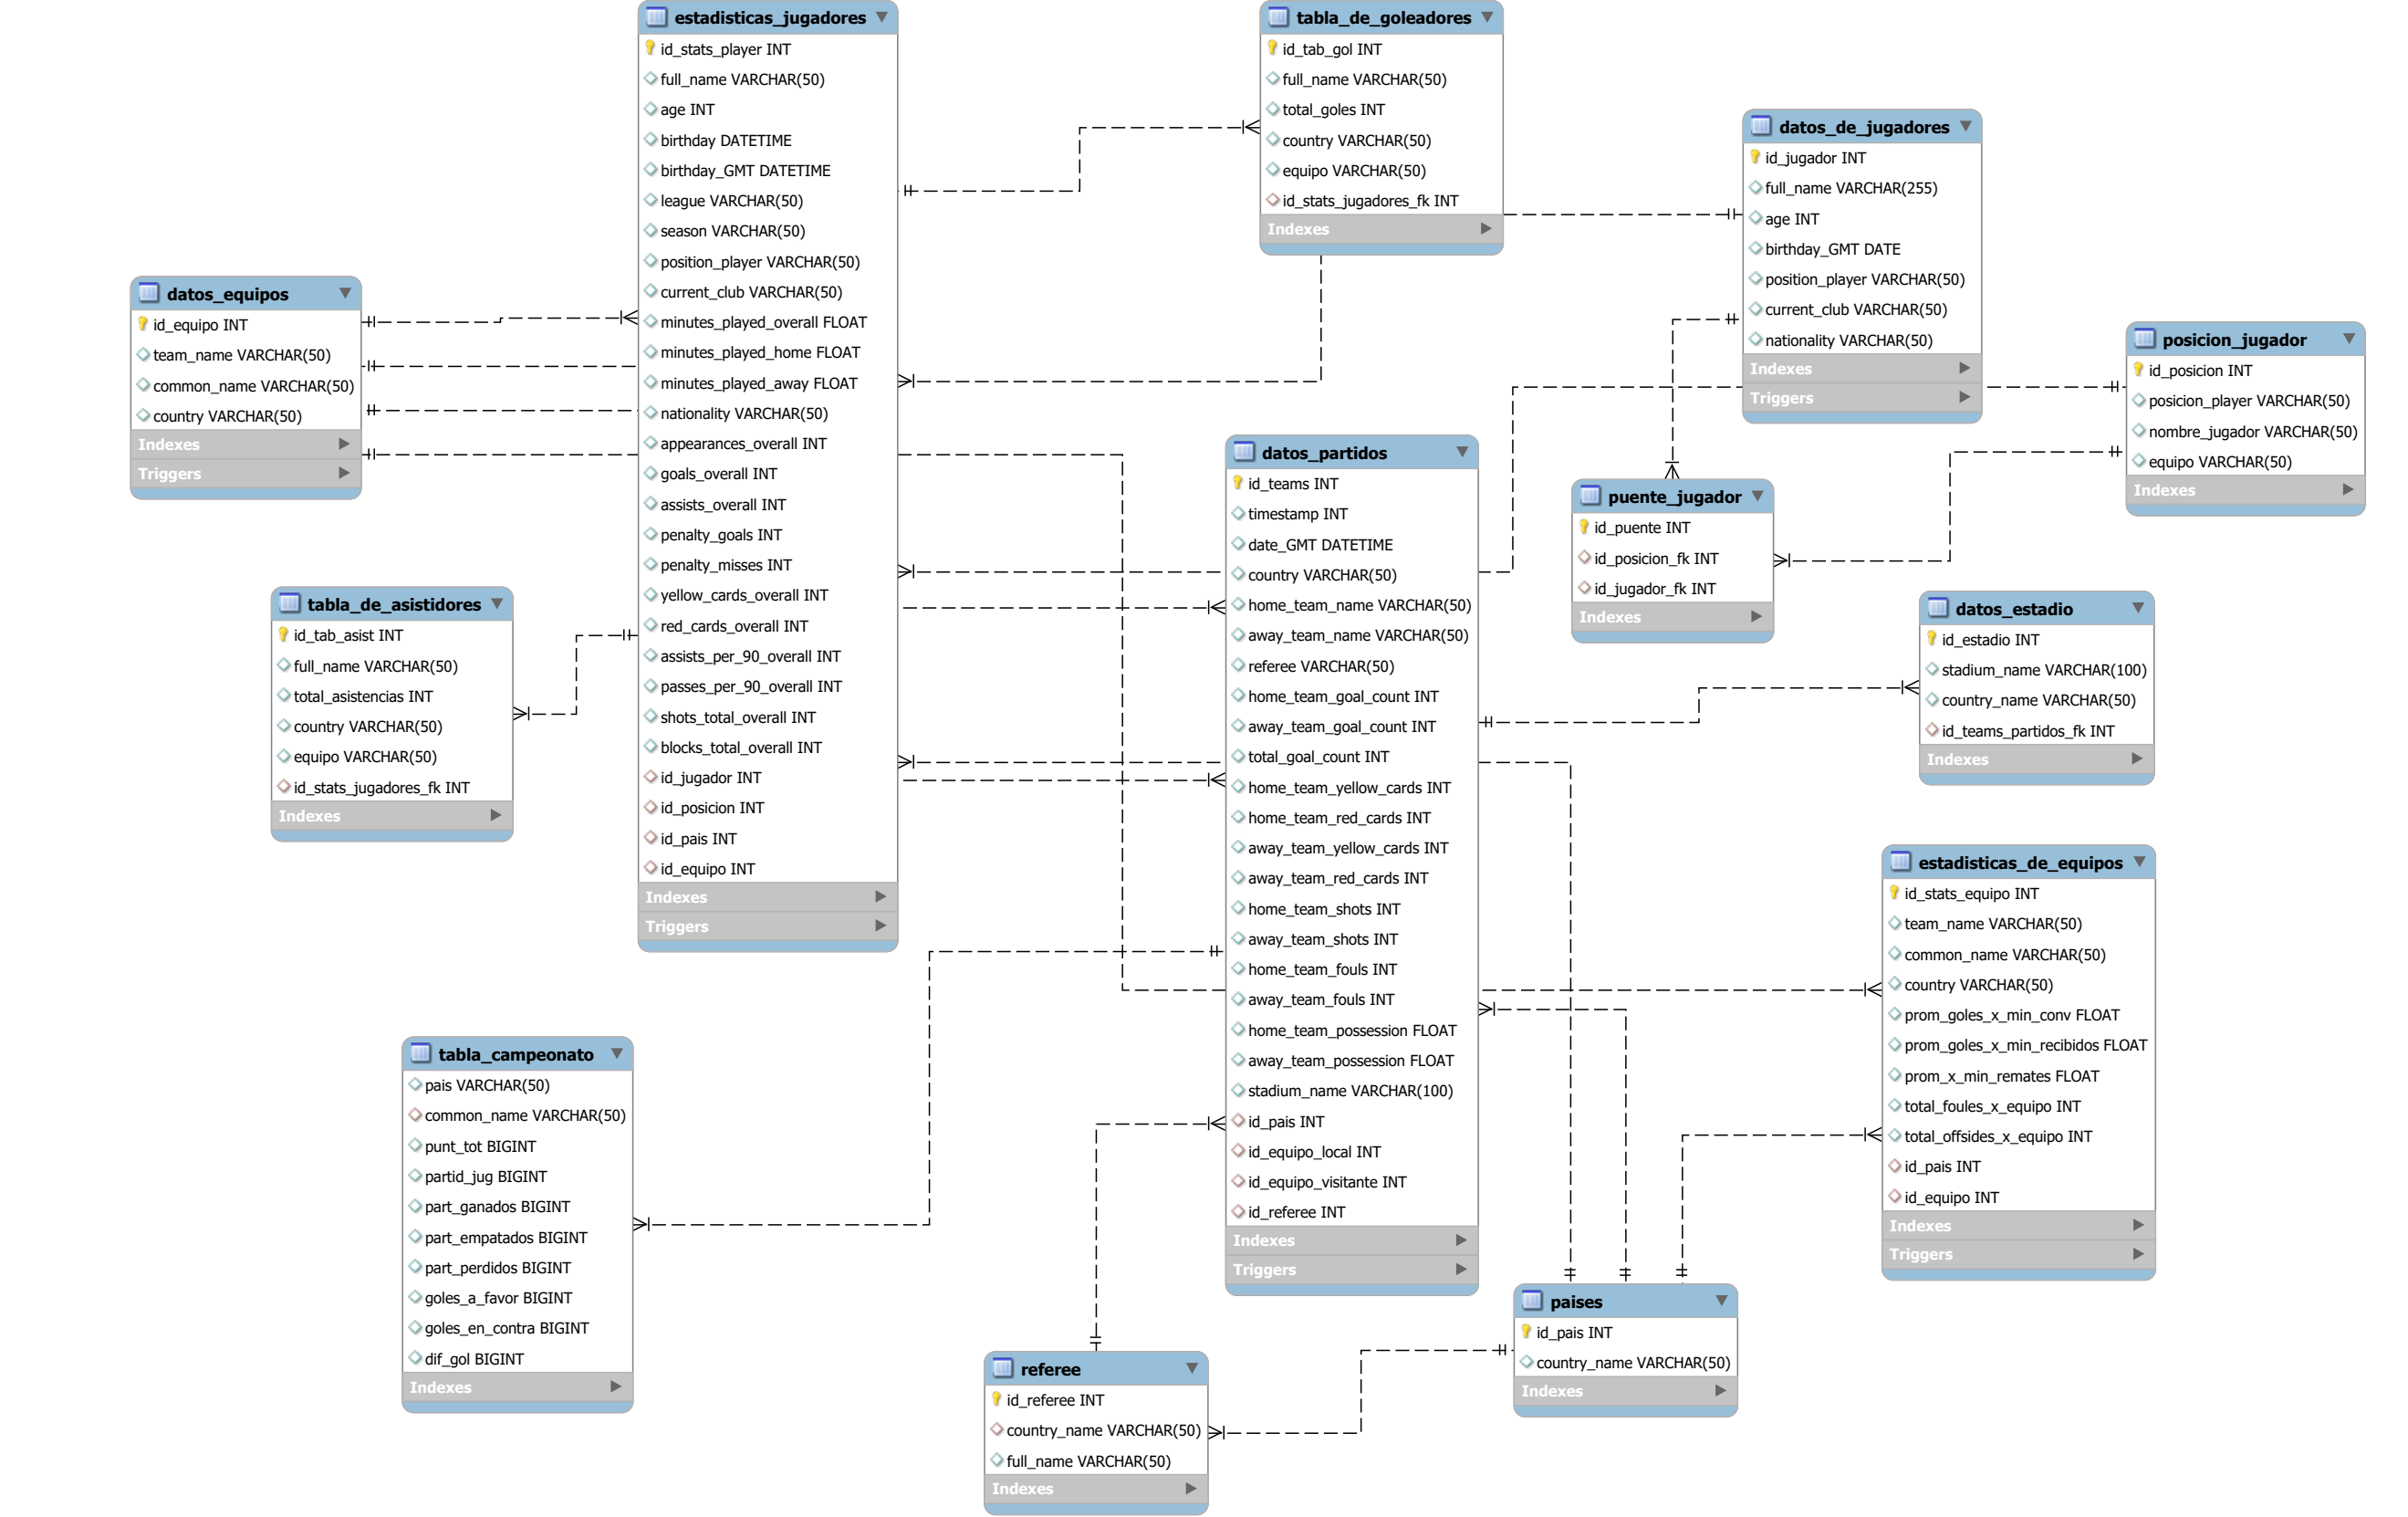 estadisticas_jugadores
id_stats_player INT
full_name VARCHAR(50)
age INT
birthday DATETIME
birthday_GMT DATETIME
league VARCHAR(50)
season VARCHAR(50)
position_player VARCHAR(50)
current_club VARCHAR(50)
minutes_played_overall FLOAT
minutes_played_home FLOAT
minutes_played_away FLOAT
nationality VARCHAR(50)
appearances_overall INT
goals_overall INT
assists_overall INT
penalty_goals INT
penalty_misses INT
yellow_cards_overall INT
red_cards_overall INT
assists_per_90_overall INT
passes_per_90_overall INT
shots_total_overall INT
blocks_total_overall INT
id_jugador INT
id_posicion INT
id_pais INT
id_equipo INT
Indexes
Triggers
tabla_de_goleadores
id_tab_gol INT
full_name VARCHAR(50)
total_goles INT
country VARCHAR(50)
equipo VARCHAR(50)
id_stats_jugadores_fk INT
Indexes
datos_de_jugadores
id_jugador INT
full_name VARCHAR(255)
age INT
birthday_GMT DATE
position_player VARCHAR(50)
current_club VARCHAR(50)
nationality VARCHAR(50)
Indexes
Triggers
datos_equipos
id_equipo INT
team_name VARCHAR(50)
common_name VARCHAR(50)
country VARCHAR(50)
Indexes
Triggers
posicion_jugador
id_posicion INT
posicion_player VARCHAR(50)
nombre_jugador VARCHAR(50)
equipo VARCHAR(50)
Indexes
datos_partidos
id_teams INT
timestamp INT
date_GMT DATETIME
country VARCHAR(50)
home_team_name VARCHAR(50)
away_team_name VARCHAR(50)
referee VARCHAR(50)
home_team_goal_count INT
away_team_goal_count INT
total_goal_count INT
home_team_yellow_cards INT
home_team_red_cards INT
away_team_yellow_cards INT
away_team_red_cards INT
home_team_shots INT
away_team_shots INT
home_team_fouls INT
away_team_fouls INT
home_team_possession FLOAT
away_team_possession FLOAT
stadium_name VARCHAR(100)
id_pais INT
id_equipo_local INT
id_equipo_visitante INT
id_referee INT
Indexes
Triggers
puente_jugador
id_puente INT
id_posicion_fk INT
id_jugador_fk INT
Indexes
tabla_de_asistidores
id_tab_asist INT
full_name VARCHAR(50)
total_asistencias INT
country VARCHAR(50)
equipo VARCHAR(50)
id_stats_jugadores_fk INT
Indexes
datos_estadio
id_estadio INT
stadium_name VARCHAR(100)
country_name VARCHAR(50)
id_teams_partidos_fk INT
Indexes
estadisticas_de_equipos
id_stats_equipo INT
team_name VARCHAR(50)
common_name VARCHAR(50)
country VARCHAR(50)
prom_goles_x_min_conv FLOAT
prom_goles_x_min_recibidos FLOAT
prom_x_min_remates FLOAT
total_foules_x_equipo INT
total_offsides_x_equipo INT
id_pais INT
id_equipo INT
Indexes
Triggers
tabla_campeonato
pais VARCHAR(50)
common_name VARCHAR(50)
punt_tot BIGINT
partid_jug BIGINT
part_ganados BIGINT
part_empatados BIGINT
part_perdidos BIGINT
goles_a_favor BIGINT
goles_en_contra BIGINT
dif_gol BIGINT
Indexes
paises
id_pais INT
country_name VARCHAR(50)
Indexes
referee
id_referee INT
country_name VARCHAR(50)
full_name VARCHAR(50)
Indexes